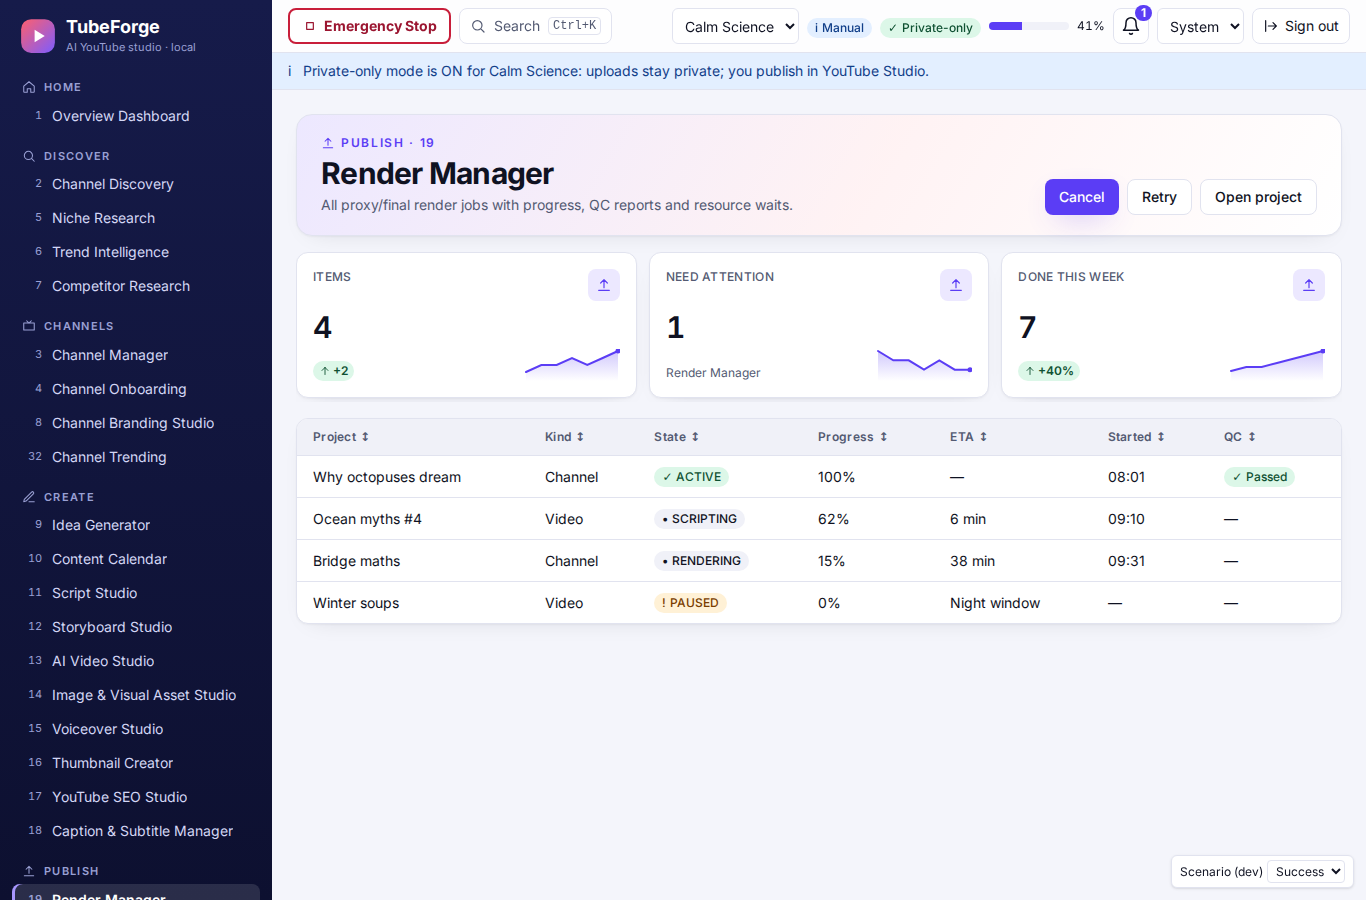 TubeForge
AI YouTube studio · local
HOME
1 Overview Dashboard
DISCOVER
2 Channel Discovery
5 Niche Research
6 Trend Intelligence
7 Competitor Research
CHANNELS
3 Channel Manager
4 Channel Onboarding
8 Channel Branding Studio
32 Channel Trending
CREATE
9 Idea Generator
10 Content Calendar
11 Script Studio
12 Storyboard Studio
13 AI Video Studio
14 Image & Visual Asset Studio
15 Voiceover Studio
16 Thumbnail Creator
17 YouTube SEO Studio
18 Caption & Subtitle Manager
PUBLISH
19 Render Manager
Emergency Stop Search Ctrl+K Calm Science i Manual ✓ Private-only 41% 1 System Sign out
i Private-only mode is ON for Calm Science: uploads stay private; you publish in YouTube Studio.
PUBLISH · 19
Render Manager
All proxy/final render jobs with progress, QC reports and resource waits.
Cancel Retry Open project
ITEMS
4
↑ +2
NEED ATTENTION
1
Render Manager
DONE THIS WEEK
7
↑ +40%
Project ↕ Kind ↕ State ↕ Progress ↕ ETA ↕ Started ↕ QC ↕
Why octopuses dream Channel ✓ ACTIVE 100% — 08:01 ✓ Passed
Ocean myths #4 Video • SCRIPTING 62% 6 min 09:10 —
Bridge maths Channel • RENDERING 15% 38 min 09:31 —
Winter soups Video ! PAUSED 0% Night window — —
Scenario (dev) Success